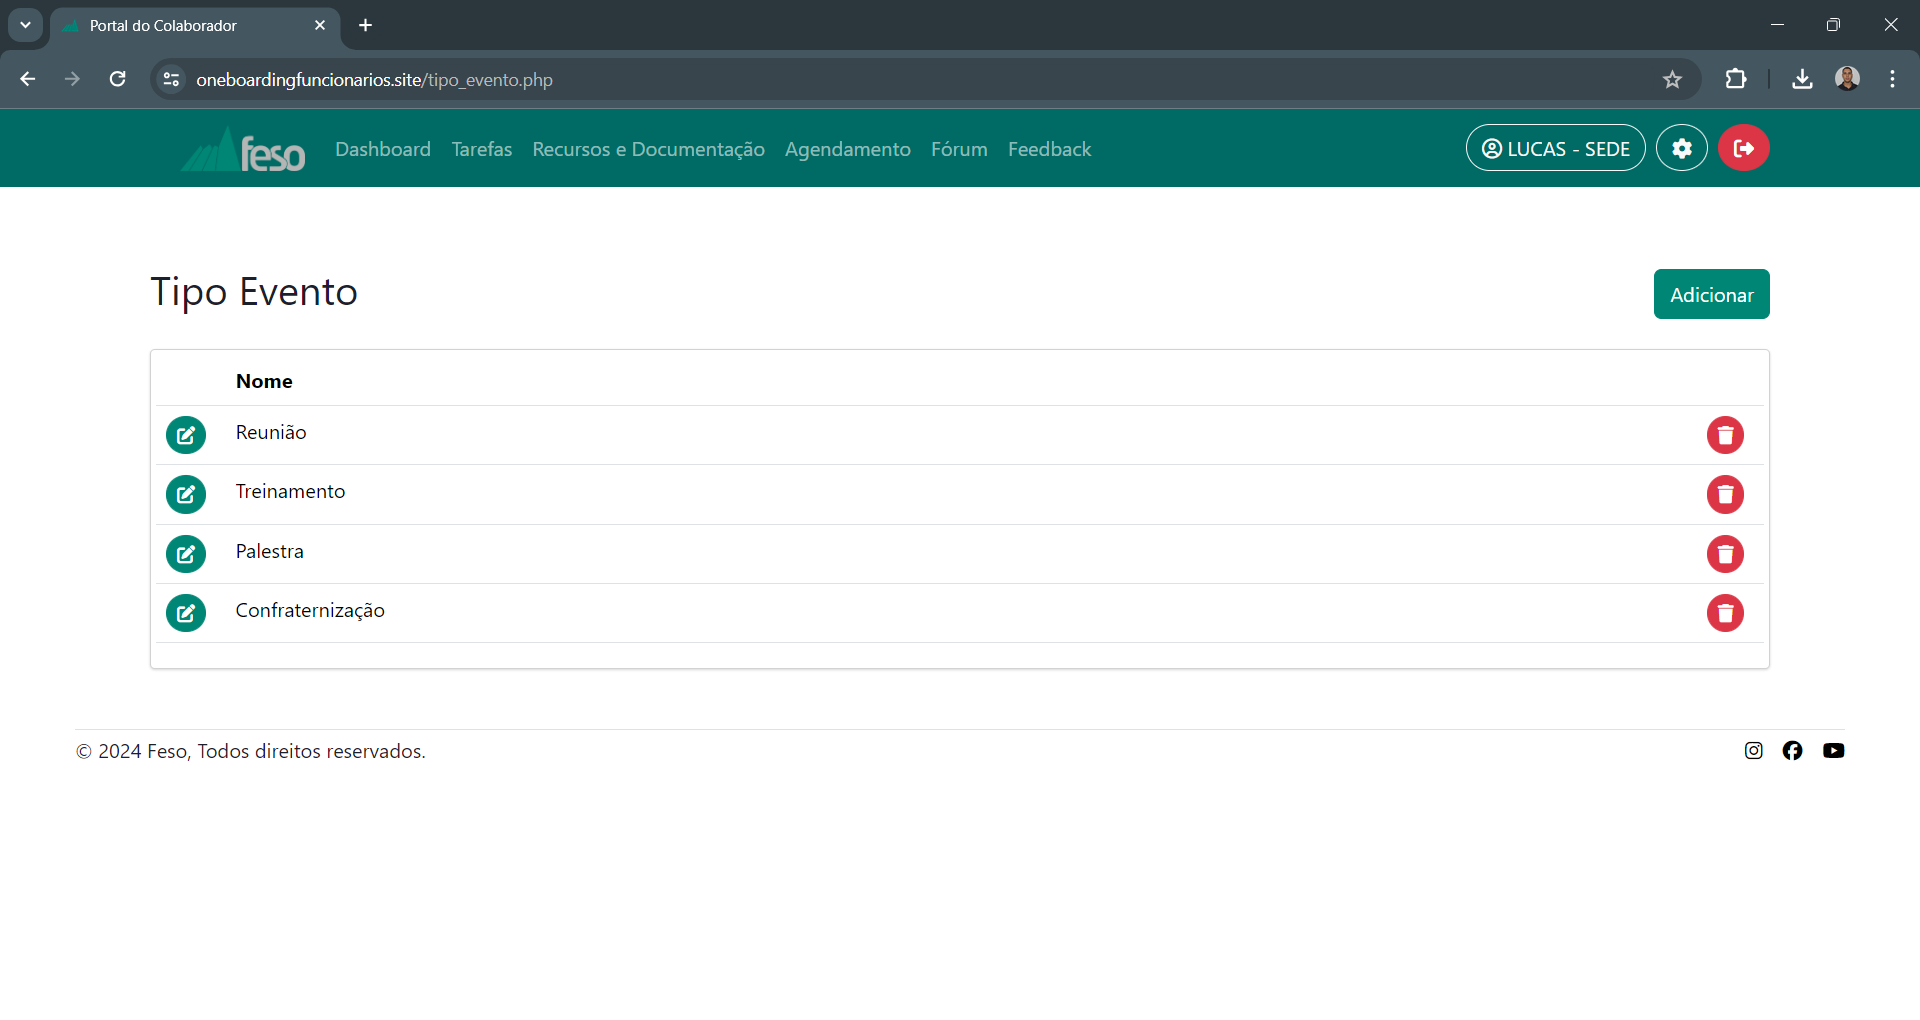 Portal do Colaborador
oneboardingfuncionarios.site/tipo_evento.php
feso Dashboard Tarefas Recursos e Documentação Agendamento Fórum Feedback LUCAS - SEDE
Tipo Evento
Adicionar
Nome
Reunião
Treinamento
Palestra
Confraternização
© 2024 Feso, Todos direitos reservados.